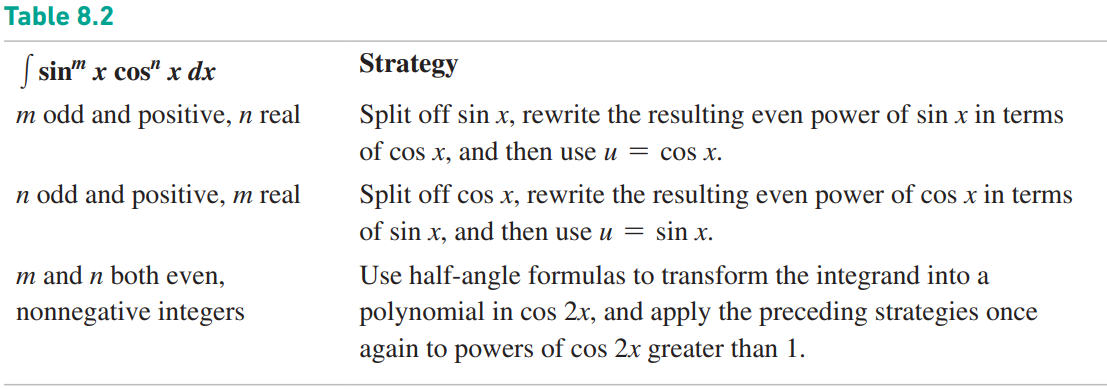 Table 8.2
∫ sinᵐ x cosⁿ x dx Strategy
m odd and positive, n real Split off sin x, rewrite the resulting even power of sin x in terms
of cos x, and then use u = cos x.
n odd and positive, m real Split off cos x, rewrite the resulting even power of cos x in terms
of sin x, and then use u = sin x.
m and n both even, Use half-angle formulas to transform the integrand into a
nonnegative integers polynomial in cos 2x, and apply the preceding strategies once
again to powers of cos 2x greater than 1.